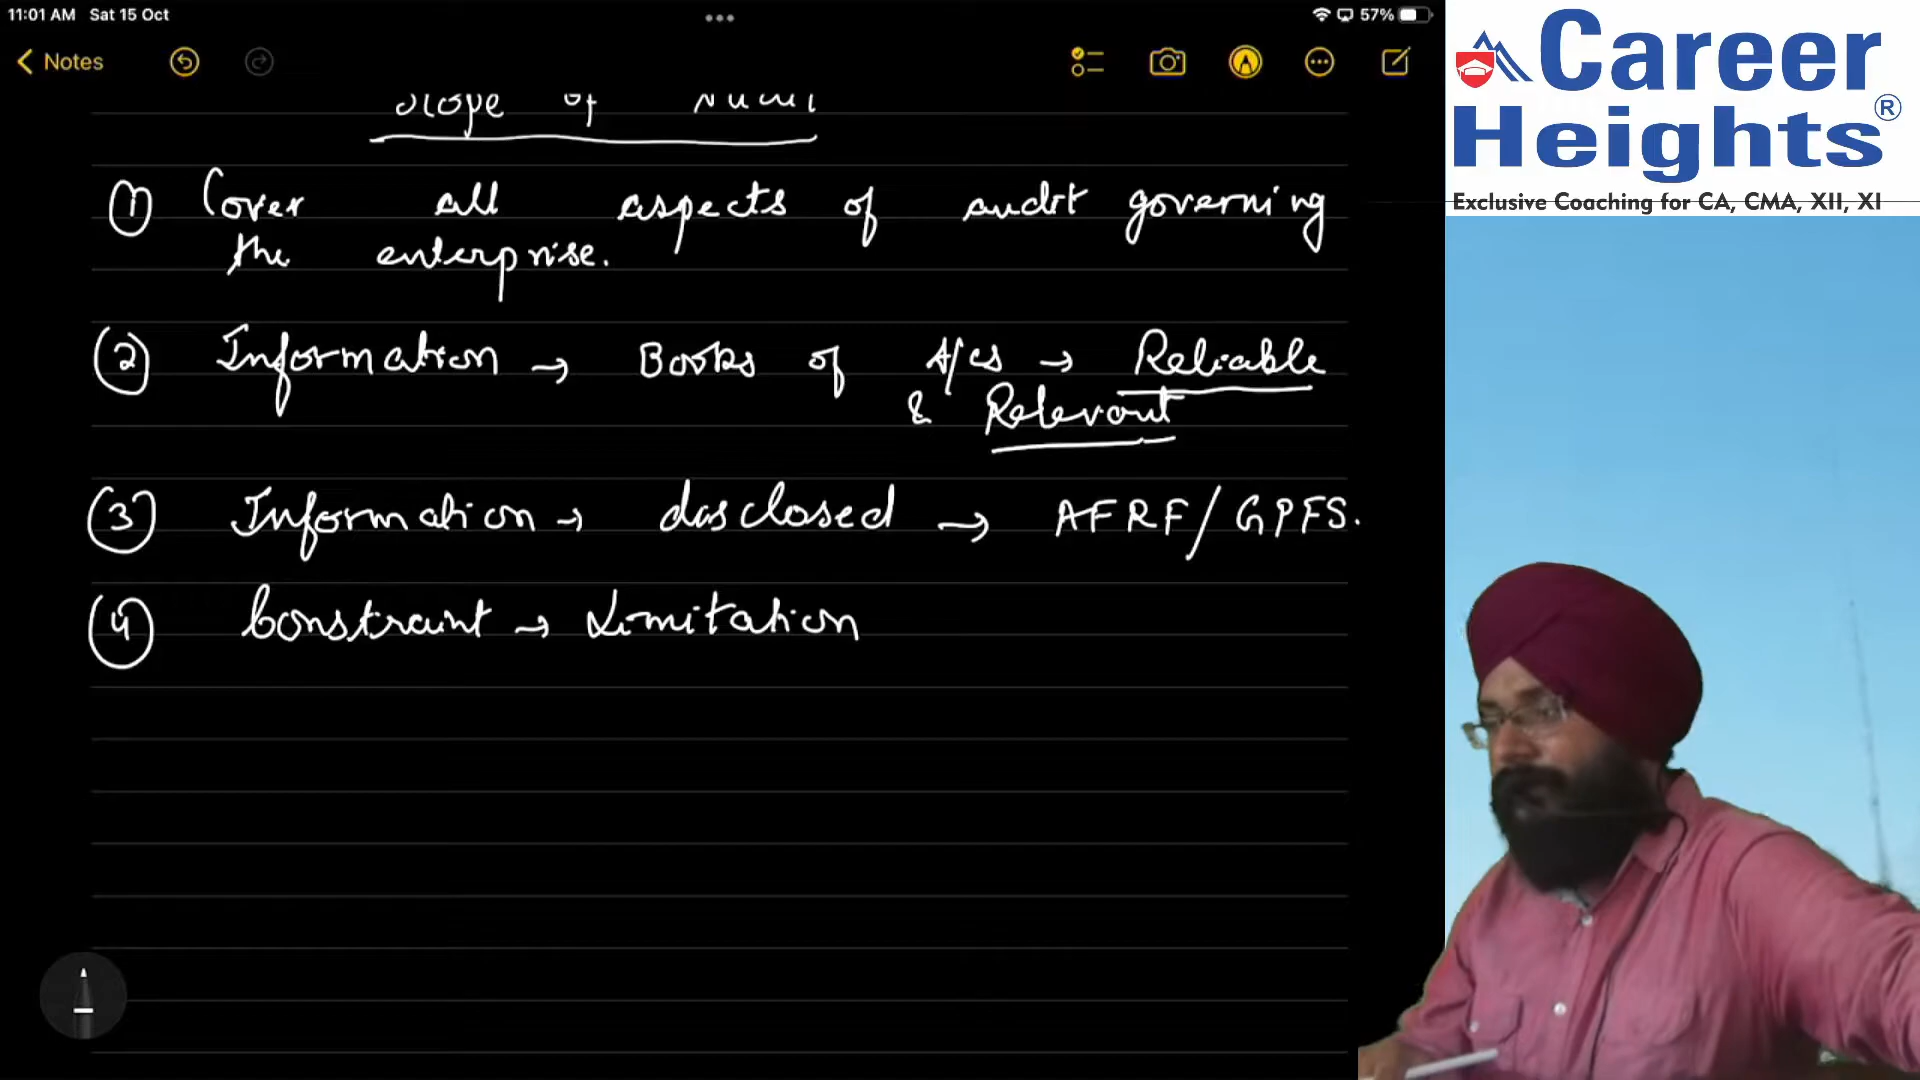 11:01 AM Sat 15 Oct
57%
Notes
Scope of Audit
① Cover all aspects of audit governing
the enterprise.
② Information → Books of A/cs → Reliable
& Relevant
③ Information → disclosed → AFRF/GPFS.
④ Constraint → Limitation
Career
Heights®
Exclusive Coaching for CA, CMA, XII, XI